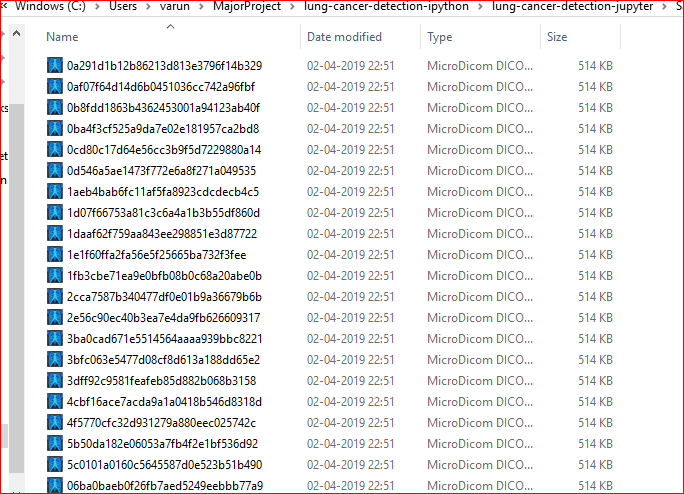 Windows (C:) > Users > varun > MajorProject > lung-cancer-detection-ipython > lung-cancer-detection-jupyter > Sa
Name Date modified Type Size
0a291d1b12b86213d813e3796f14b329 02-04-2019 22:51 MicroDicom DICO... 514 KB
0af07f64d14d6b0451036cc742a96fbf 02-04-2019 22:51 MicroDicom DICO... 514 KB
0b8fdd1863b4362453001a94123ab40f 02-04-2019 22:51 MicroDicom DICO... 514 KB
0ba4f3cf525a9da7e02e181957ca2bd8 02-04-2019 22:51 MicroDicom DICO... 514 KB
0cd80c17d64e56cc3b9f5d7229880a14 02-04-2019 22:51 MicroDicom DICO... 514 KB
0d546a5ae1473f772e6a8f271a049535 02-04-2019 22:51 MicroDicom DICO... 514 KB
1aeb4bab6fc11af5fa8923cdcdecb4c5 02-04-2019 22:51 MicroDicom DICO... 514 KB
1d07f66753a81c3c6a4a1b3b55df860d 02-04-2019 22:51 MicroDicom DICO... 514 KB
1daaf62f759aa843ee298851e3d87722 02-04-2019 22:51 MicroDicom DICO... 514 KB
1e1f60ffa2fa56e5f25665ba732f3fee 02-04-2019 22:51 MicroDicom DICO... 514 KB
1fb3cbe71ea9e0bfb08b0c68a20abe0b 02-04-2019 22:51 MicroDicom DICO... 514 KB
2cca7587b340477df0e01b9a36679b6b 02-04-2019 22:51 MicroDicom DICO... 514 KB
2e56c90ec40b3ea7e4da9fb626609317 02-04-2019 22:51 MicroDicom DICO... 514 KB
3ba0cad671e5514564aaaa939bbc8221 02-04-2019 22:51 MicroDicom DICO... 514 KB
3bfc063e5477d08cf8d613a188dd65e2 02-04-2019 22:51 MicroDicom DICO... 514 KB
3dff92c9581feafeb85d882b068b3158 02-04-2019 22:51 MicroDicom DICO... 514 KB
4cbf16ace7acda9a1a0418b546d8318d 02-04-2019 22:51 MicroDicom DICO... 514 KB
4f5770cfc32d931279a880eec025742c 02-04-2019 22:51 MicroDicom DICO... 514 KB
5b50da182e06053a7fb4f2e1bf536d92 02-04-2019 22:51 MicroDicom DICO... 514 KB
5c0101a0160c5645587d0e523b51b490 02-04-2019 22:51 MicroDicom DICO... 514 KB
06ba0baeb0f26fb7aed5249eebbb77a9 02-04-2019 22:51 MicroDicom DICO... 514 KB